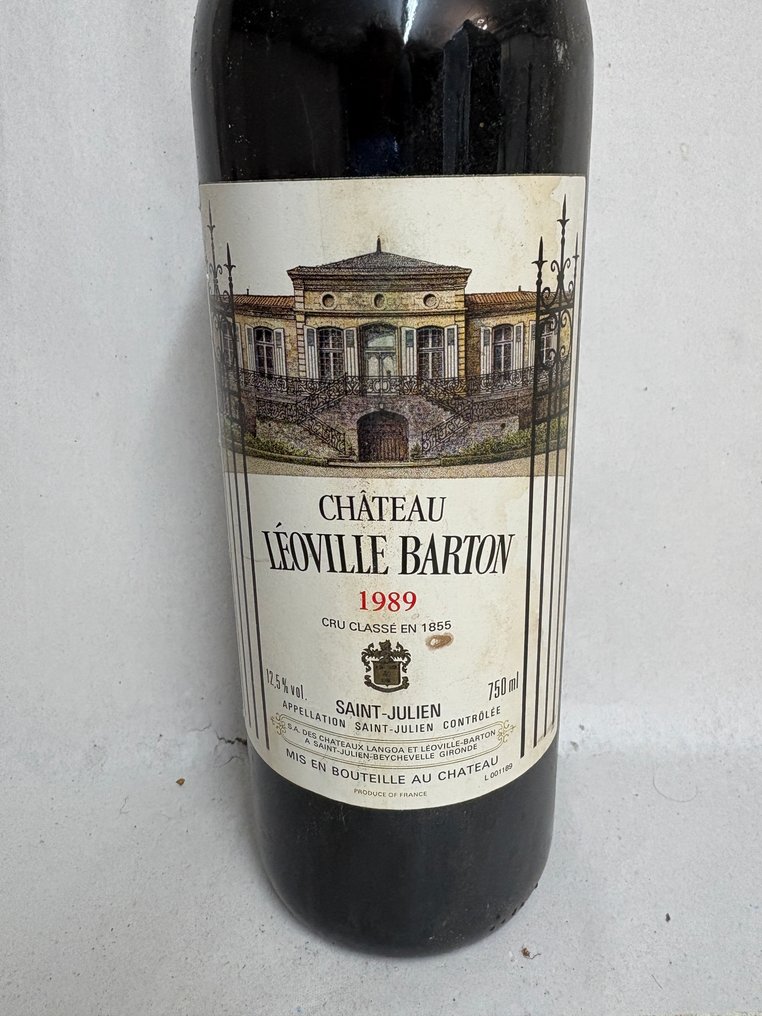 CHÂTEAU
LÉOVILLE BARTON
1989
CRU CLASSÉ EN 1855
12,5% vol.
750 ml
SAINT-JULIEN
APPELLATION SAINT-JULIEN CONTRÔLÉE
S.A. DES CHATEAUX LANGOA ET LÉOVILLE-BARTON
A SAINT-JULIEN-BEYCHEVELLE GIRONDE
MIS EN BOUTEILLE AU CHATEAU
L 001189
PRODUCE OF FRANCE